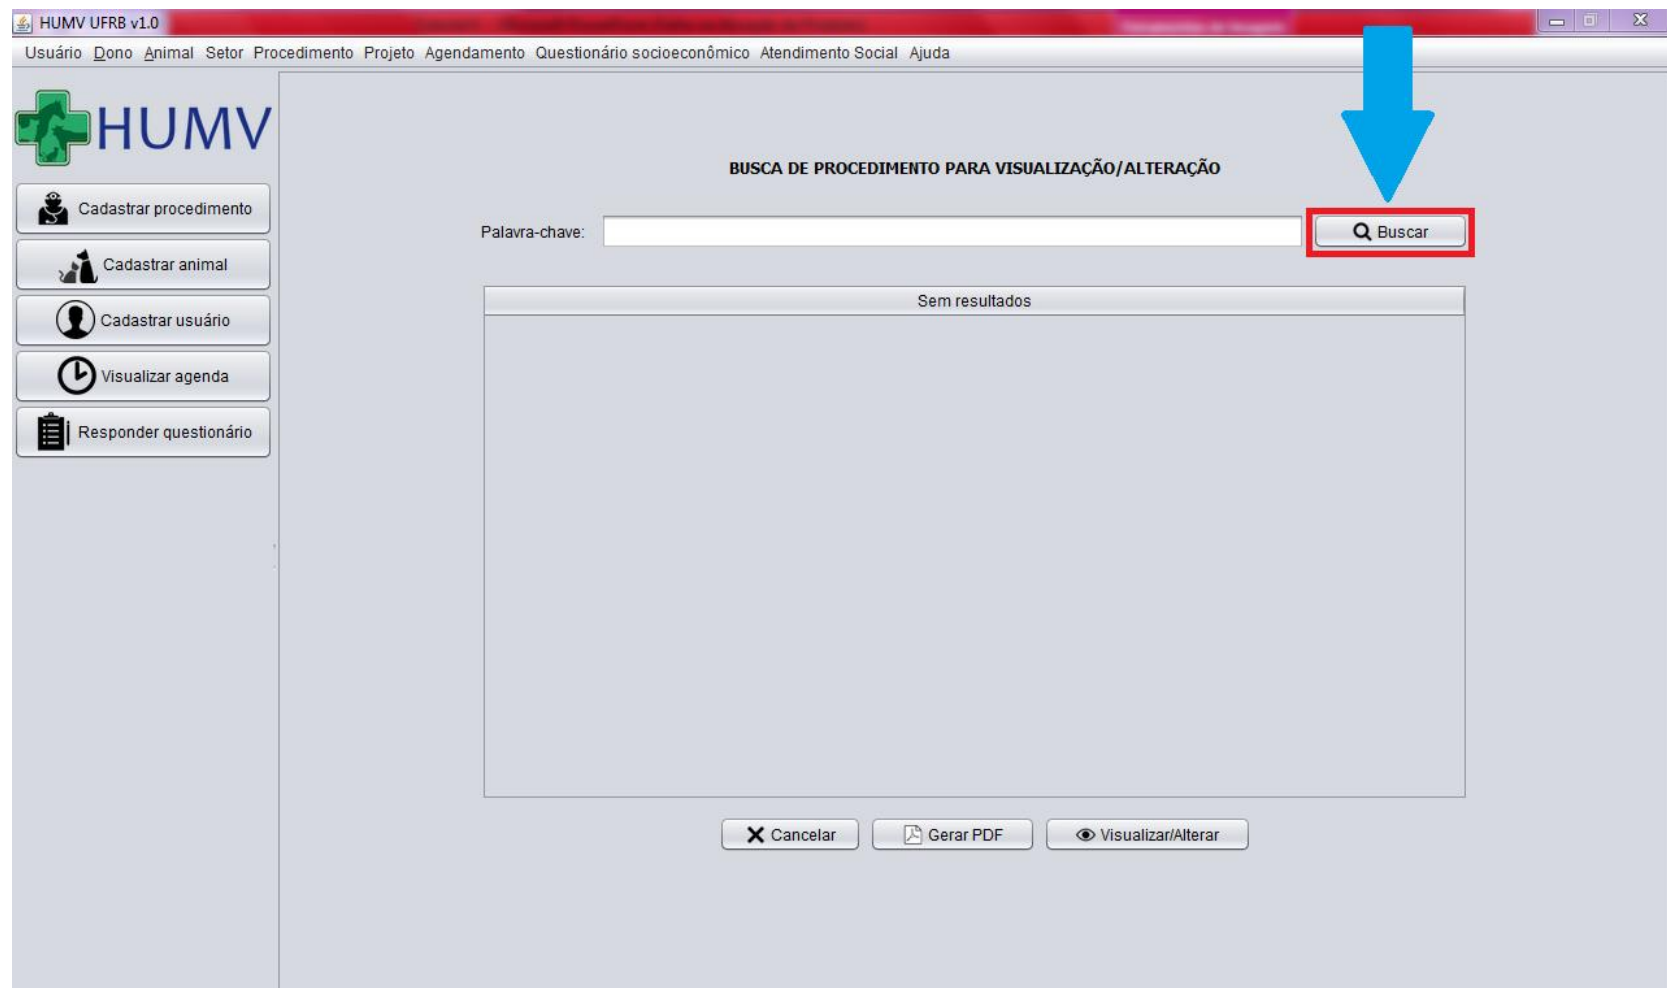 HUMV UFRB v1.0
Usuário Dono Animal Setor Procedimento Projeto Agendamento Questionário socioeconômico Atendimento Social Ajuda
HUMV
Cadastrar procedimento
Cadastrar animal
Cadastrar usuário
Visualizar agenda
Responder questionário
BUSCA DE PROCEDIMENTO PARA VISUALIZAÇÃO/ALTERAÇÃO
Palavra-chave:
Buscar
Sem resultados
Cancelar
Gerar PDF
Visualizar/Alterar